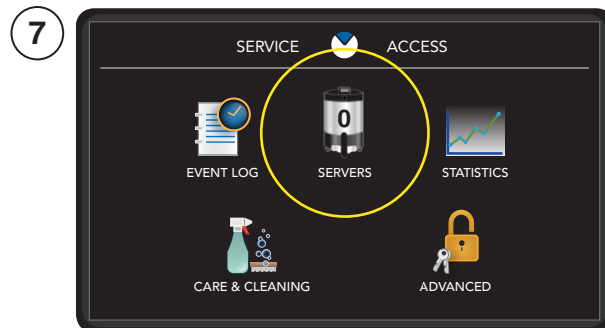 7
SERVICE ACCESS
0
EVENT LOG SERVERS STATISTICS
CARE & CLEANING ADVANCED